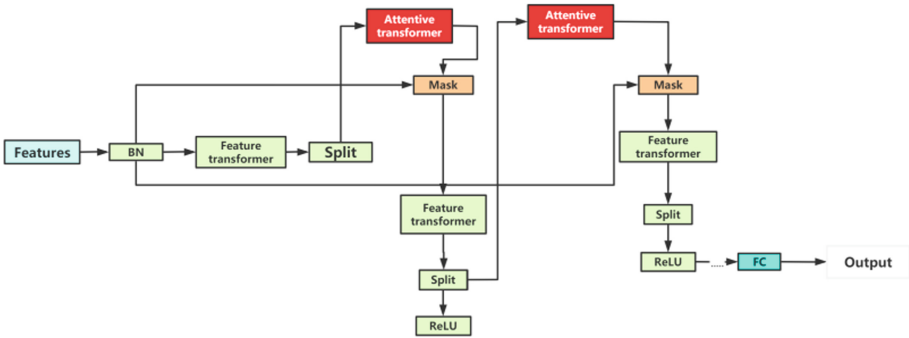 Attentive
transformer
Attentive
transformer
Mask
Mask
Features
BN
Feature
transformer
Split
Feature
transformer
Feature
transformer
Split
Split
ReLU
ReLU
......
FC
Output